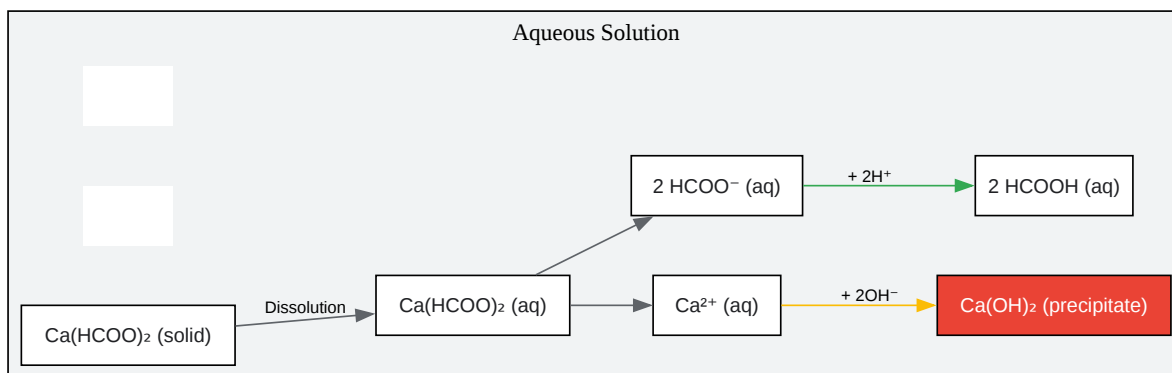 Aqueous Solution
2 HCOO⁻ (aq)
+ 2H⁺
2 HCOOH (aq)
Ca(HCOO)₂ (solid)
Dissolution
Ca(HCOO)₂ (aq)
Ca²⁺ (aq)
+ 2OH⁻
Ca(OH)₂ (precipitate)